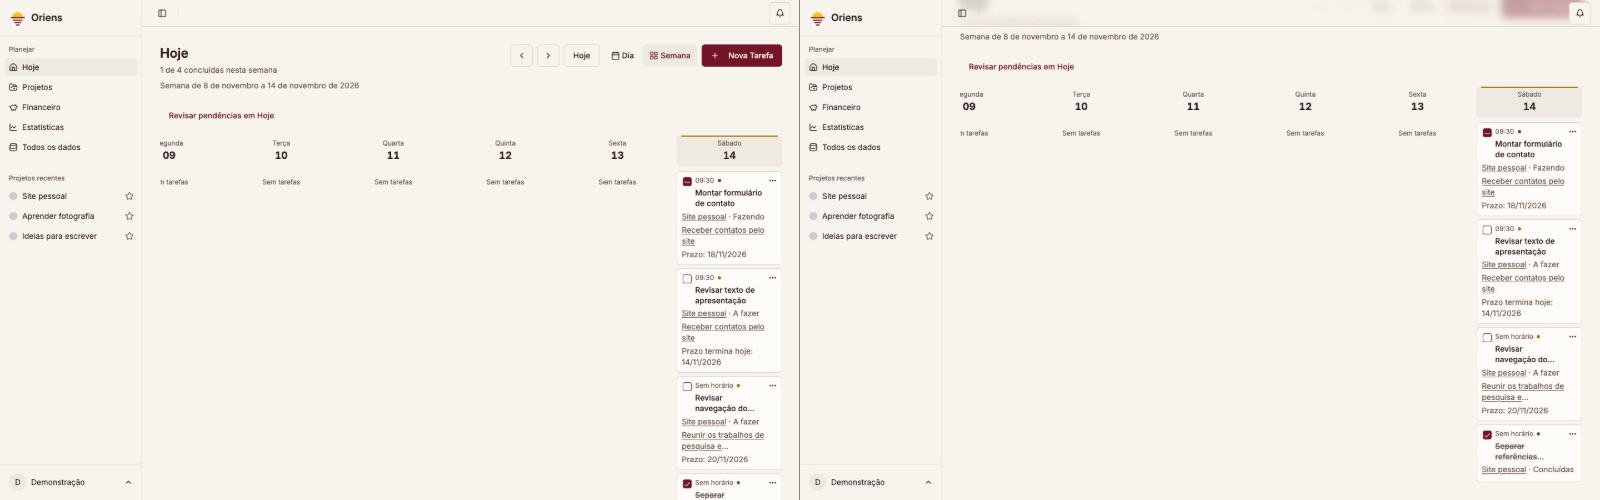 Oriens
Planejar
Hoje
Projetos
Financeiro
Estatísticas
Todos os dados
Projetos recentes
Site pessoal
Aprender fotografia
Ideias para escrever
D Demonstração
Hoje
1 de 4 concluídas nesta semana
Semana de 8 de novembro a 14 de novembro de 2026
Hoje Dia Semana + Nova Tarefa
Revisar pendências em Hoje
egunda Terça Quarta Quinta Sexta Sábado
09 10 11 12 13 14
n tarefas Sem tarefas Sem tarefas Sem tarefas Sem tarefas
09:30
Montar formulário
de contato
Site pessoal · Fazendo
Receber contatos pelo
site
Prazo: 18/11/2026
09:30
Revisar texto de
apresentação
Site pessoal · A fazer
Receber contatos pelo
site
Prazo termina hoje:
14/11/2026
Sem horário
Revisar
navegação do...
Site pessoal · A fazer
Reunir os trabalhos de
pesquisa e...
Prazo: 20/11/2026
Sem horário
Separar
Oriens
Planejar
Hoje
Projetos
Financeiro
Estatísticas
Todos os dados
Projetos recentes
Site pessoal
Aprender fotografia
Ideias para escrever
D Demonstração
Semana de 8 de novembro a 14 de novembro de 2026
Revisar pendências em Hoje
egunda Terça Quarta Quinta Sexta Sábado
09 10 11 12 13 14
n tarefas Sem tarefas Sem tarefas Sem tarefas Sem tarefas
09:30
Montar formulário
de contato
Site pessoal · Fazendo
Receber contatos pelo
site
Prazo: 18/11/2026
09:30
Revisar texto de
apresentação
Site pessoal · A fazer
Receber contatos pelo
site
Prazo termina hoje:
14/11/2026
Sem horário
Revisar
navegação do...
Site pessoal · A fazer
Reunir os trabalhos de
pesquisa e...
Prazo: 20/11/2026
Sem horário
Separar
referências...
Site pessoal · Concluídas